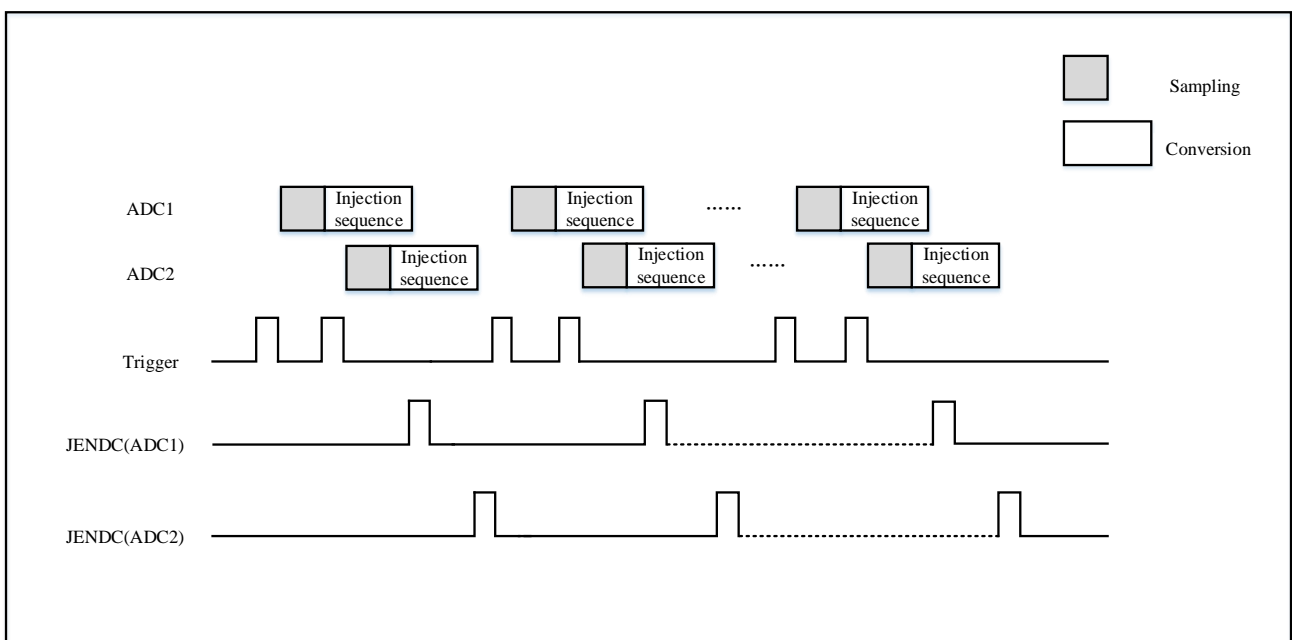 Sampling
Conversion
ADC1
Injection
sequence
Injection
sequence
......
Injection
sequence
ADC2
Injection
sequence
Injection
sequence
......
Injection
sequence
Trigger
JENDC(ADC1)
JENDC(ADC2)